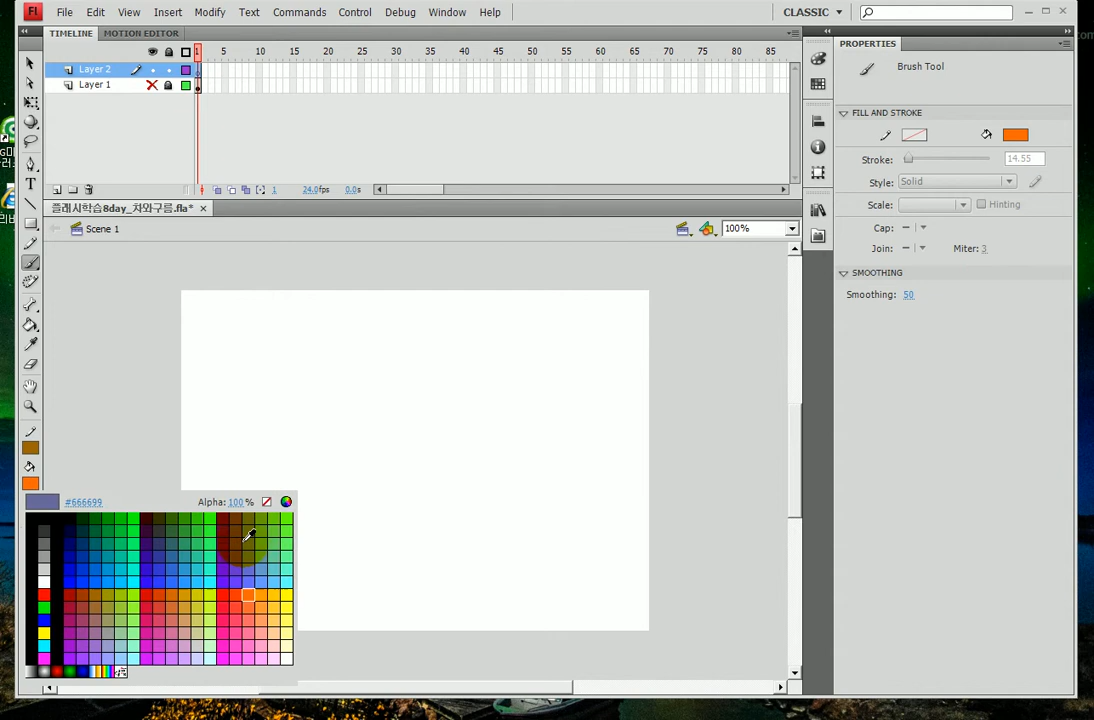 Fl File Edit View Insert Modify Text Commands Control Debug Window Help CLASSIC
TIMELINE MOTION EDITOR
1 5 10 15 20 25 30 35 40 45 50 55 60 65 70 75 80 85
Layer 2
Layer 1
1 24.0fps 0.0s
플래시학습8day_차와구름.fla*
Scene 1
100%
#666699 Alpha: 100 %
PROPERTIES
Brush Tool
FILL AND STROKE
Stroke: 14.55
Style: Solid
Scale: Hinting
Cap:
Join: Miter: 3
SMOOTHING
Smoothing: 50